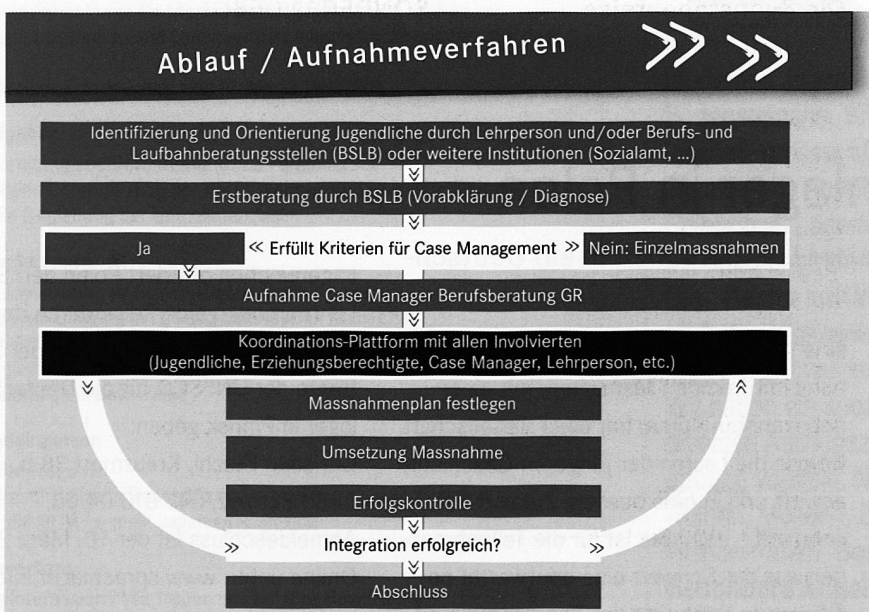 Ablauf / Aufnahmeverfahren
Identifizierung und Orientierung Jugendliche durch Lehrperson und/oder Berufs- und
Laufbahnberatungsstellen (BSLB) oder weitere Institutionen (Sozialamt, ...)
Erstberatung durch BSLB (Vorabklärung / Diagnose)
Ja « Erfüllt Kriterien für Case Management » Nein: Einzelmassnahmen
Aufnahme Case Manager Berufsberatung GR
Koordinations-Plattform mit allen Involvierten
(Jugendliche, Erziehungsberechtigte, Case Manager, Lehrperson, etc.)
Massnahmenplan festlegen
Umsetzung Massnahme
Erfolgskontrolle
Integration erfolgreich?
Abschluss